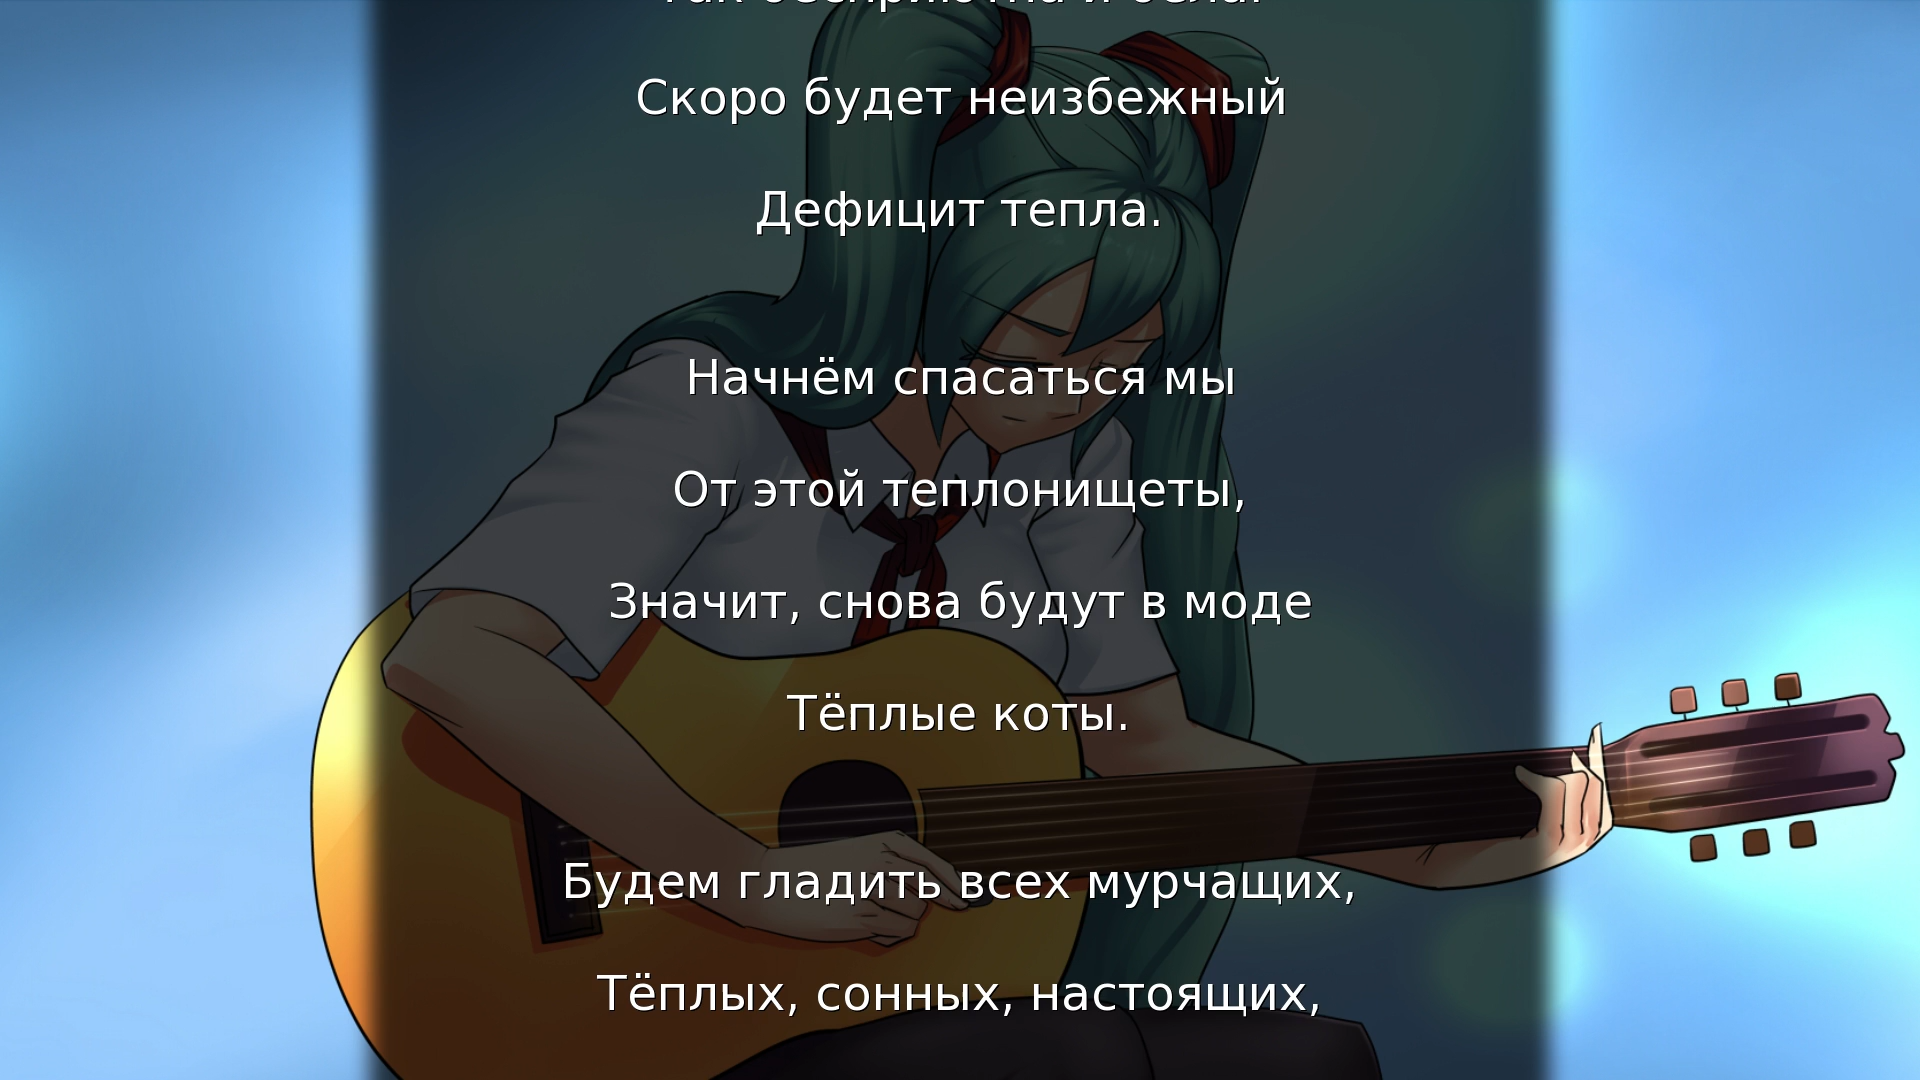 Скоро будет неизбежный
Дефицит тепла.
Начнём спасаться мы
От этой теплонищеты,
Значит, снова будут в моде
Тёплые коты.
Будем гладить всех мурчащих,
Тёплых, сонных, настоящих,